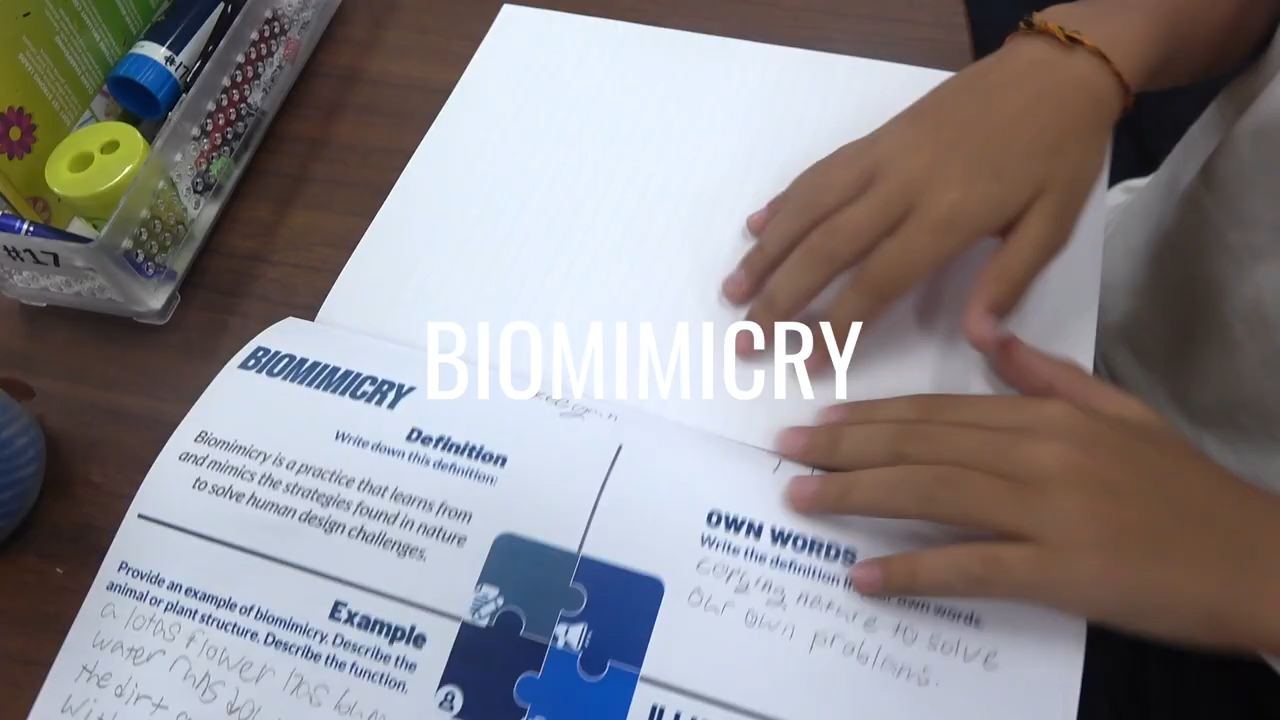 #17
BIOMIMICRY
BIOMIMICRY
Definition
Write down this definition:
Biomimicry is a practice that learns from
and mimics the strategies found in nature
to solve human design challenges.
OWN WORDS
Write the definition in your own words
copying nature to solve
our own problems.
Example
Provide an example of biomimicry. Describe the
animal or plant structure. Describe the function.
a lotas flower has
water runs
the dirt